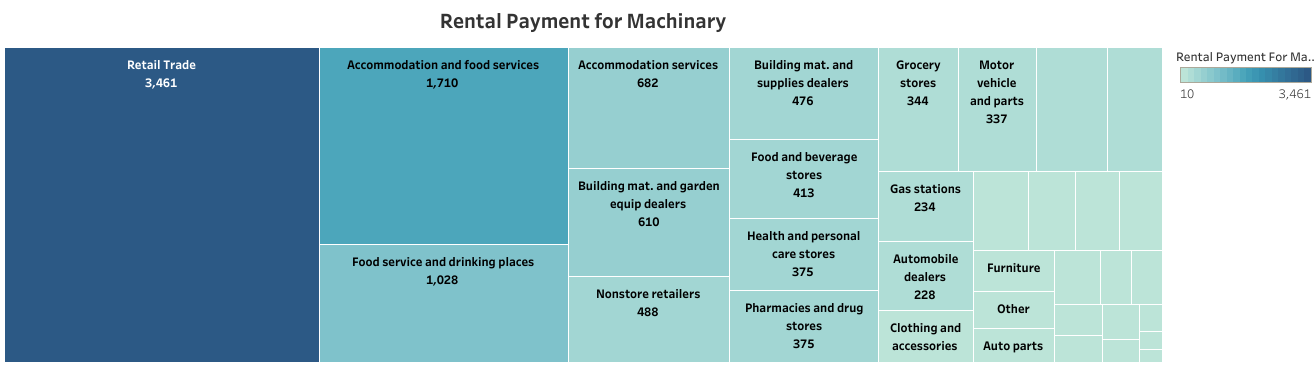 Rental Payment for Machinary
Retail Trade
3,461
Accommodation and food services
1,710
Food service and drinking places
1,028
Accommodation services
682
Building mat. and garden
equip dealers
610
Nonstore retailers
488
Building mat. and
supplies dealers
476
Food and beverage
stores
413
Health and personal
care stores
375
Pharmacies and drug
stores
375
Grocery
stores
344
Motor
vehicle
and parts
337
Gas stations
234
Automobile
dealers
228
Clothing and
accessories
Furniture
Other
Auto parts
Rental Payment For Ma..
10
3,461